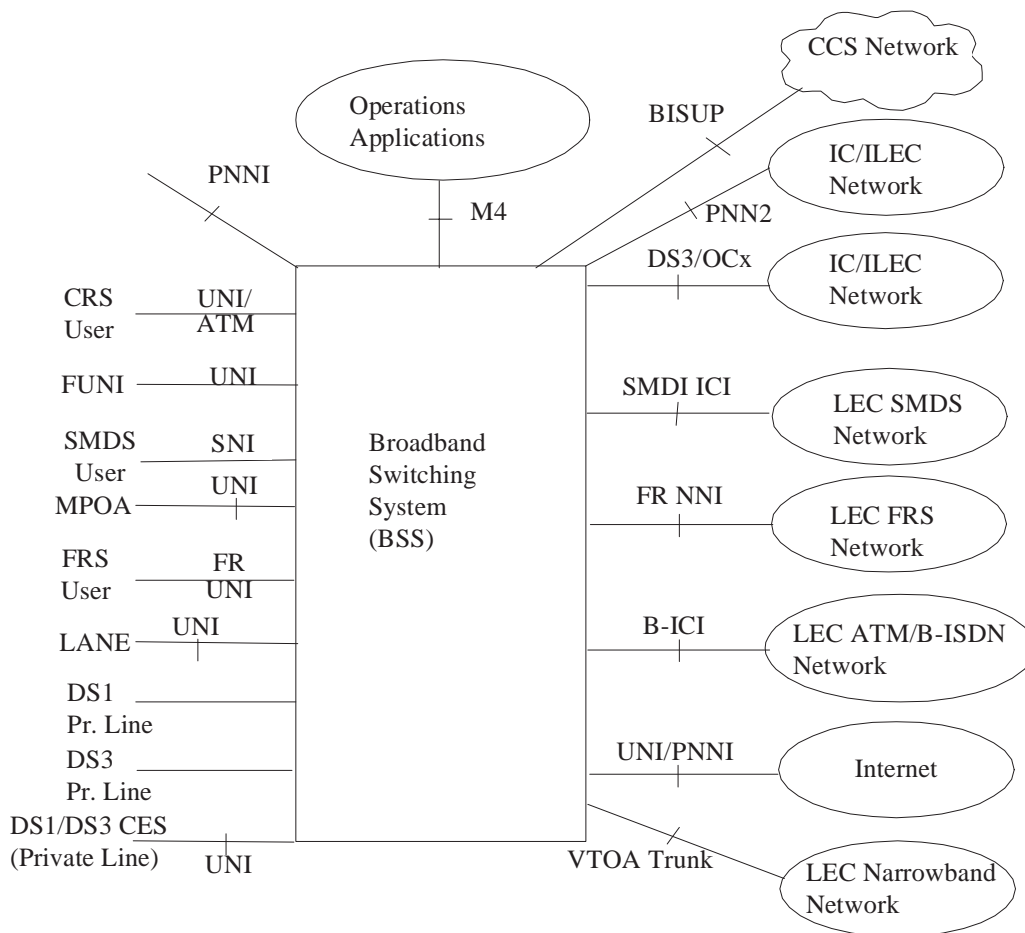 CCS Network
Operations
Applications
BISUP
IC/ILEC
Network
PNNI
M4
PNN2
DS3/OCx
IC/ILEC
Network
CRS
User
UNI/
ATM
FUNI
UNI
SMDI ICI
LEC SMDS
Network
SMDS
User
SNI
Broadband
Switching
System
(BSS)
MPOA
UNI
FR NNI
LEC FRS
Network
FRS
User
FR
UNI
LANE
UNI
B-ICI
LEC ATM/B-ISDN
Network
DS1
Pr. Line
DS3
Pr. Line
UNI/PNNI
Internet
DS1/DS3 CES
(Private Line)
UNI
VTOA Trunk
LEC Narrowband
Network